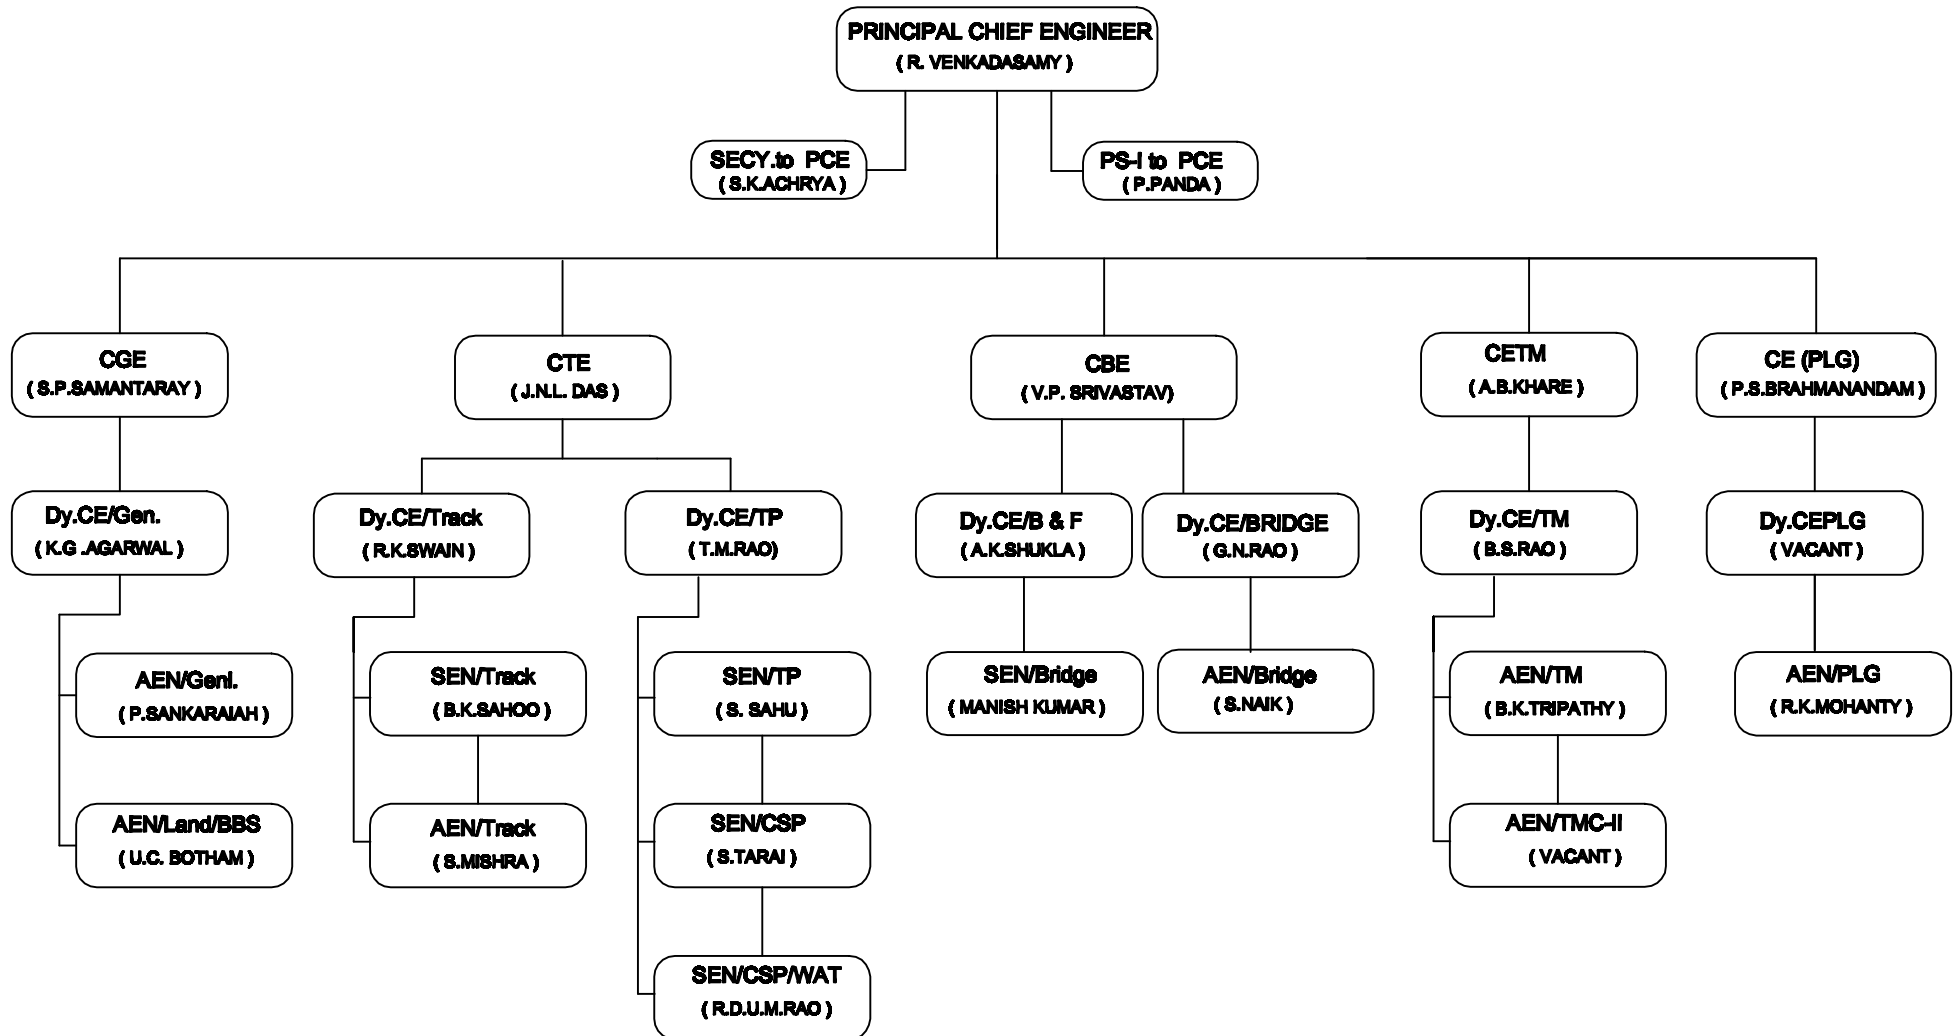 PRINCIPAL CHIEF ENGINEER
( R. VENKADASAMY )
SECY.to PCE
( S.K.ACHRYA )
PS-I to PCE
( P.PANDA )
CGE
( S.P.SAMANTARAY )
CTE
( J.N.L. DAS )
CBE
( V.P. SRIVASTAV)
CETM
( A.B.KHARE )
CE (PLG)
( P.S.BRAHMANANDAM )
Dy.CE/Gen.
( K.G .AGARWAL )
Dy.CE/Track
( R.K.SWAIN )
Dy.CE/TP
( T.M.RAO)
Dy.CE/B & F
( A.K.SHUKLA )
Dy.CE/BRIDGE
( G.N.RAO )
Dy.CE/TM
( B.S.RAO )
Dy.CEPLG
( VACANT )
AEN/Genl.
( P.SANKARAIAH )
SEN/Track
( B.K.SAHOO )
SEN/TP
( S. SAHU )
SEN/Bridge
( MANISH KUMAR )
AEN/Bridge
( S.NAIK )
AEN/TM
( B.K.TRIPATHY )
AEN/PLG
( R.K.MOHANTY )
AEN/Land/BBS
( U.C. BOTHAM )
AEN/Track
( S.MISHRA )
SEN/CSP
( S.TARAI )
AEN/TMC-II
( VACANT )
SEN/CSP/WAT
( R.D.U.M.RAO )